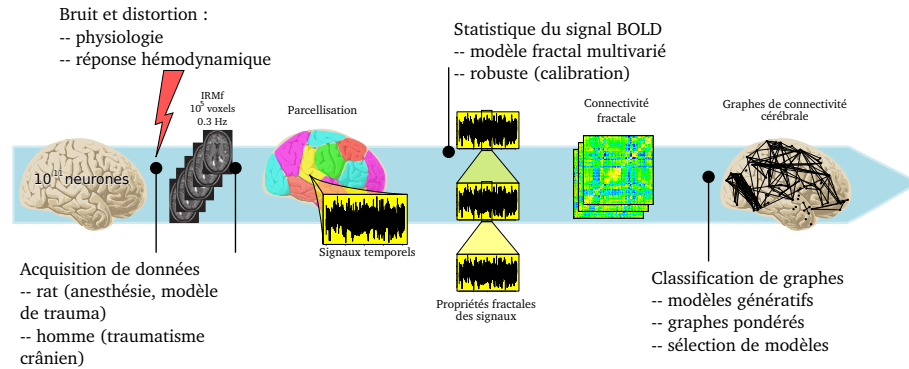 Bruit et distortion :
-- physiologie
-- réponse hémodynamique
Statistique du signal BOLD
-- modèle fractal multivarié
-- robuste (calibration)
IRMf
10⁵ voxels
0.3 Hz
Parcellisation
Connectivité
fractale
Graphes de connectivité
cérébrale
10¹¹ neurones
Signaux temporels
Acquisition de données
-- rat (anesthésie, modèle
de trauma)
-- homme (traumatisme
crânien)
Propriétés fractales
des signaux
Classification de graphes
-- modèles génératifs
-- graphes pondérés
-- sélection de modèles